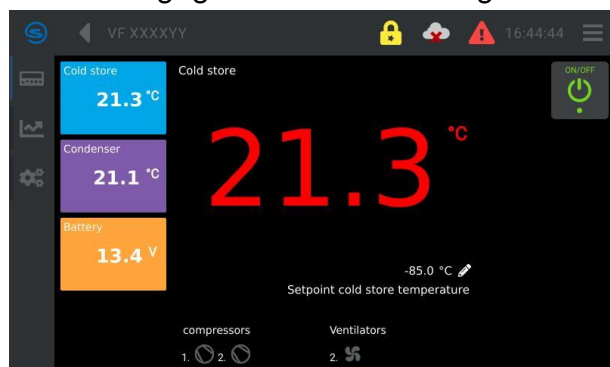 VF XXXXYY
16:44:44
Cold store
21.3 °C
Condenser
21.1 °C
Battery
13.4 V
Cold store
21.3 °C
ON/OFF
-85.0 °C
Setpoint cold store temperature
compressors
1. 2.
Ventilators
2.